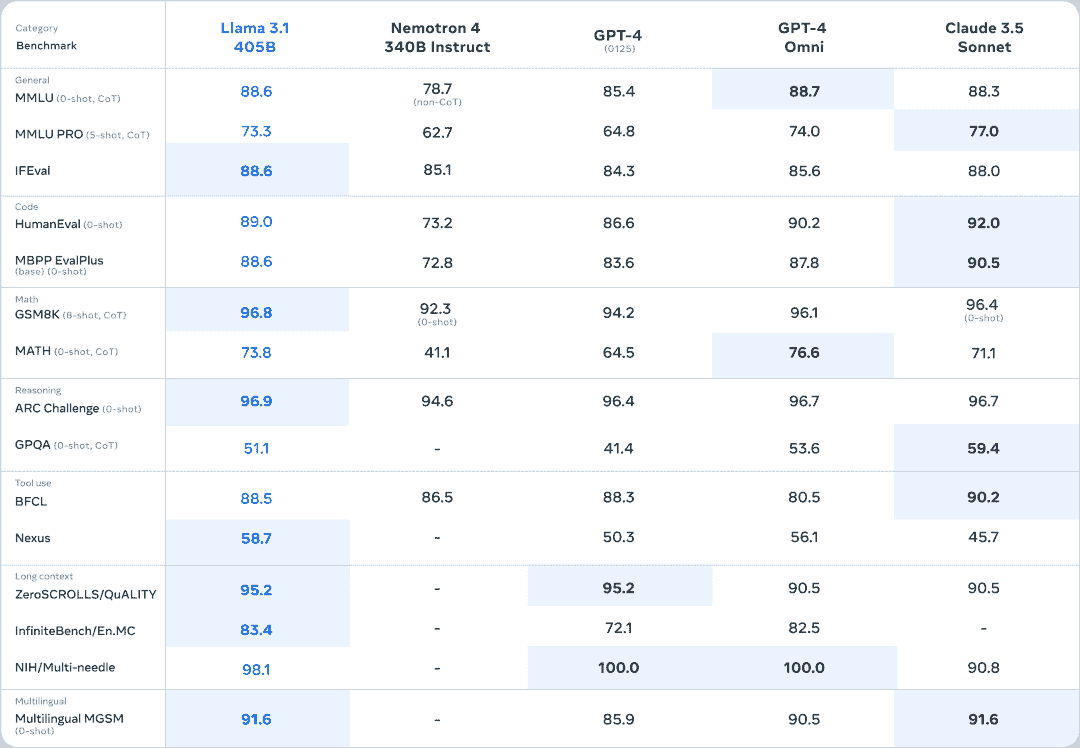 Category
Benchmark
Llama 3.1
405B
Nemotron 4
340B Instruct
GPT-4
(0125)
GPT-4
Omni
Claude 3.5
Sonnet
General
MMLU (0-shot, CoT) 88.6 78.7 85.4 88.7 88.3
(non-CoT)
MMLU PRO (5-shot, CoT) 73.3 62.7 64.8 74.0 77.0
IFEval 88.6 85.1 84.3 85.6 88.0
Code
HumanEval (0-shot) 89.0 73.2 86.6 90.2 92.0
MBPP EvalPlus 88.6 72.8 83.6 87.8 90.5
(base) (0-shot)
Math
GSM8K (8-shot, CoT) 96.8 92.3 94.2 96.1 96.4
(0-shot) (0-shot)
MATH (0-shot, CoT) 73.8 41.1 64.5 76.6 71.1
Reasoning
ARC Challenge (0-shot) 96.9 94.6 96.4 96.7 96.7
GPQA (0-shot, CoT) 51.1 - 41.4 53.6 59.4
Tool use
BFCL 88.5 86.5 88.3 80.5 90.2
Nexus 58.7 - 50.3 56.1 45.7
Long context
ZeroSCROLLS/QuALITY 95.2 - 95.2 90.5 90.5
InfiniteBench/En.MC 83.4 - 72.1 82.5 -
NIH/Multi-needle 98.1 - 100.0 100.0 90.8
Multilingual
Multilingual MGSM 91.6 - 85.9 90.5 91.6
(0-shot)